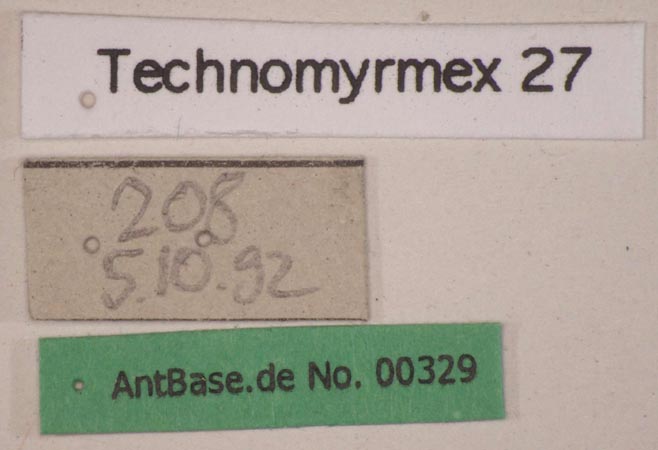 Technomyrmex 27
208
5.10.92
AntBase.de No. 00329